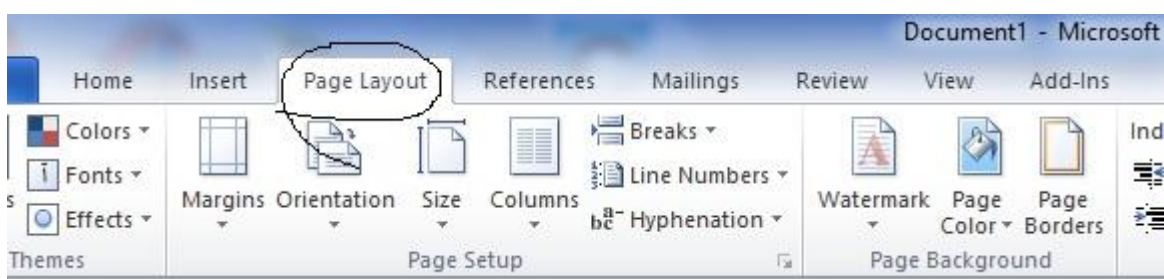 Document1 - Microsoft
Home Insert Page Layout References Mailings Review View Add-Ins
Colors Breaks Ind
Fonts Line Numbers
s Margins Orientation Size Columns Watermark Page Page
Effects Hyphenation Color Borders
Themes Page Setup Page Background